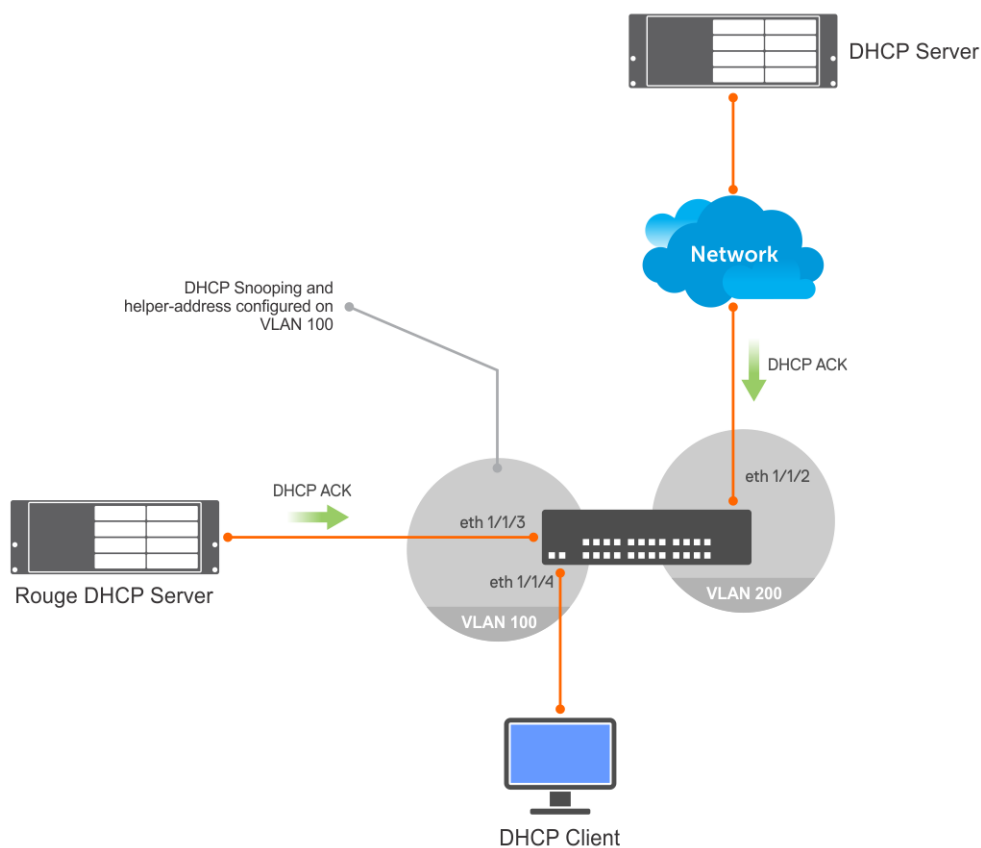 DHCP Server
Network
DHCP Snooping and
helper-address configured on
VLAN 100
DHCP ACK
eth 1/1/2
DHCP ACK
eth 1/1/3
eth 1/1/4
Rouge DHCP Server
VLAN 200
VLAN 100
DHCP Client